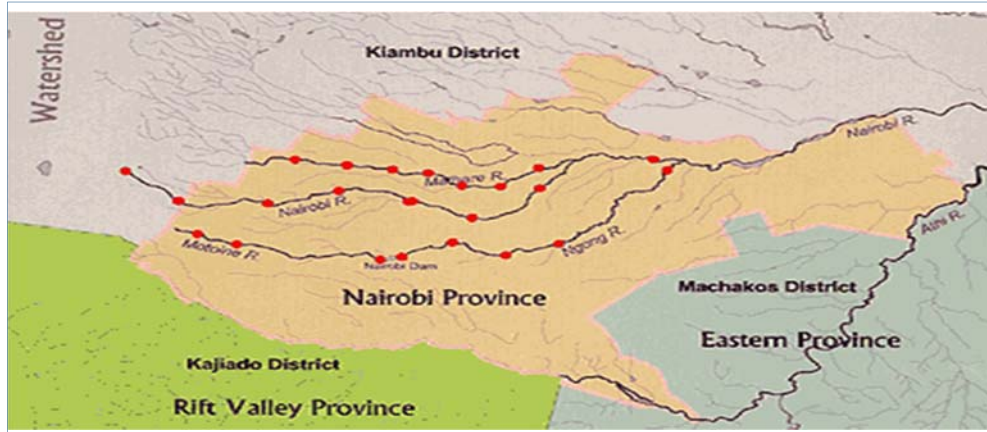 Watershed
Kiambu District
Nairobi R.
Mathare R.
Nairobi R.
Athi R.
Motoine R.
Ngong R.
Nairobi Dam
Machakos District
Nairobi Province
Eastern Province
Kajiado District
Rift Valley Province